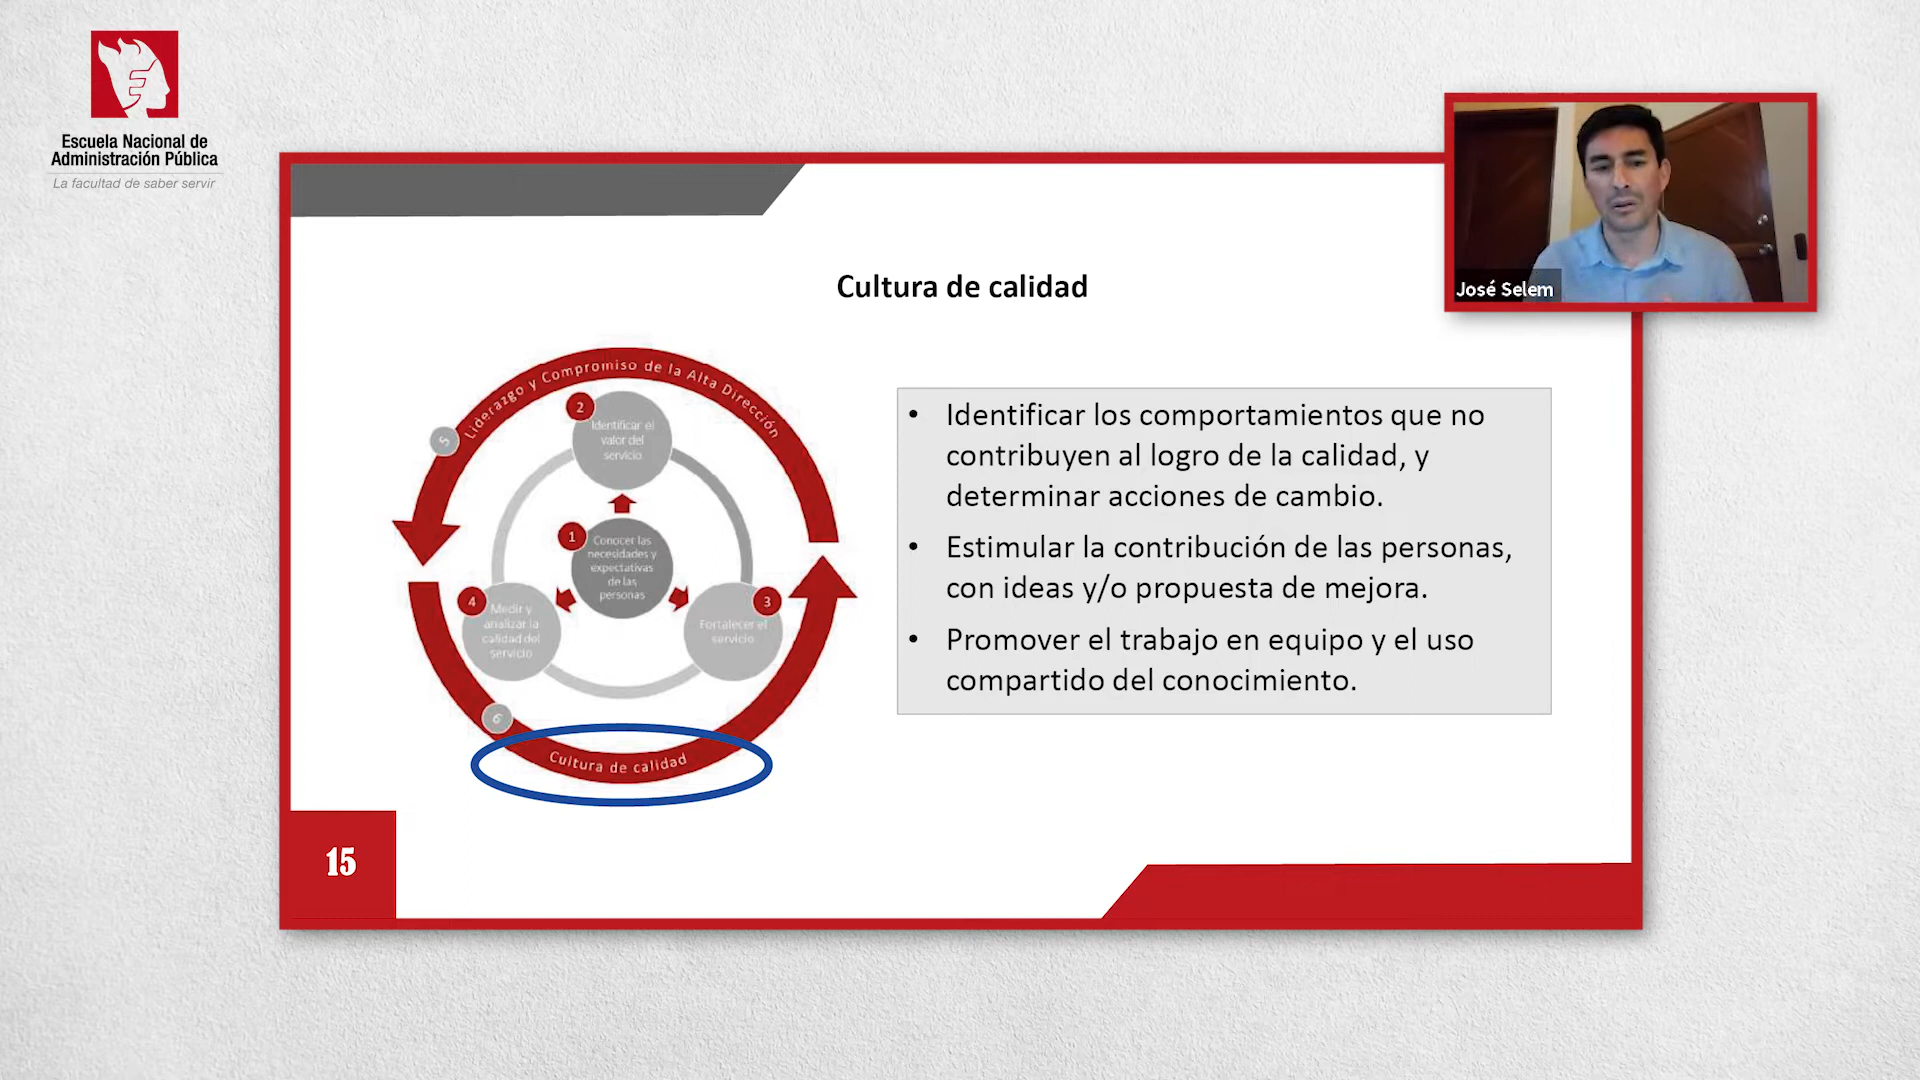 Escuela Nacional de
Administración Pública
La facultad de saber servir
José Selem
Cultura de calidad
Liderazgo y Compromiso de la Alta Dirección
5
2
Identificar el
valor del
servicio
1
Conocer las
necesidades y
expectativas
de las
personas
4
Medir y
analizar la
calidad del
servicio
3
Fortalecer el
servicio
6
Cultura de calidad
• Identificar los comportamientos que no
contribuyen al logro de la calidad, y
determinar acciones de cambio.
• Estimular la contribución de las personas,
con ideas y/o propuesta de mejora.
• Promover el trabajo en equipo y el uso
compartido del conocimiento.
15